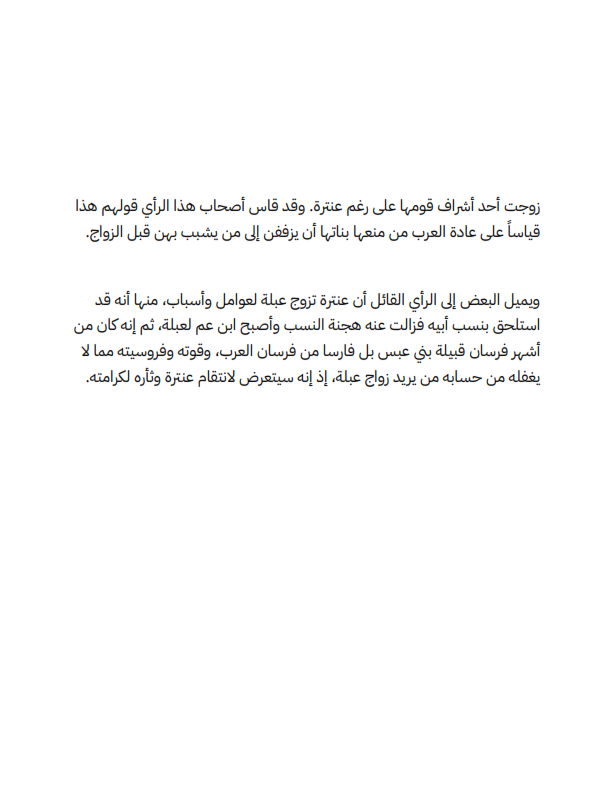 زوجت أحد أشراف قومها على رغم عنترة. وقد قاس أصحاب هذا الرأي قولهم هذا
قياساً على عادة العرب من منعها بناتها أن يزففن إلى من يشبب بهن قبل الزواج.
ويميل البعض إلى الرأي القائل أن عنترة تزوج عبلة لعوامل وأسباب، منها أنه قد
استلحق بنسب أبيه فزالت عنه هجنة النسب وأصبح ابن عم لعبلة، ثم إنه كان من
أشهر فرسان قبيلة بني عبس بل فارسا من فرسان العرب، وقوته وفروسيته مما لا
يغفله من حسابه من يريد زواج عبلة، إذ إنه سيتعرض لانتقام عنترة وثأره لكرامته.